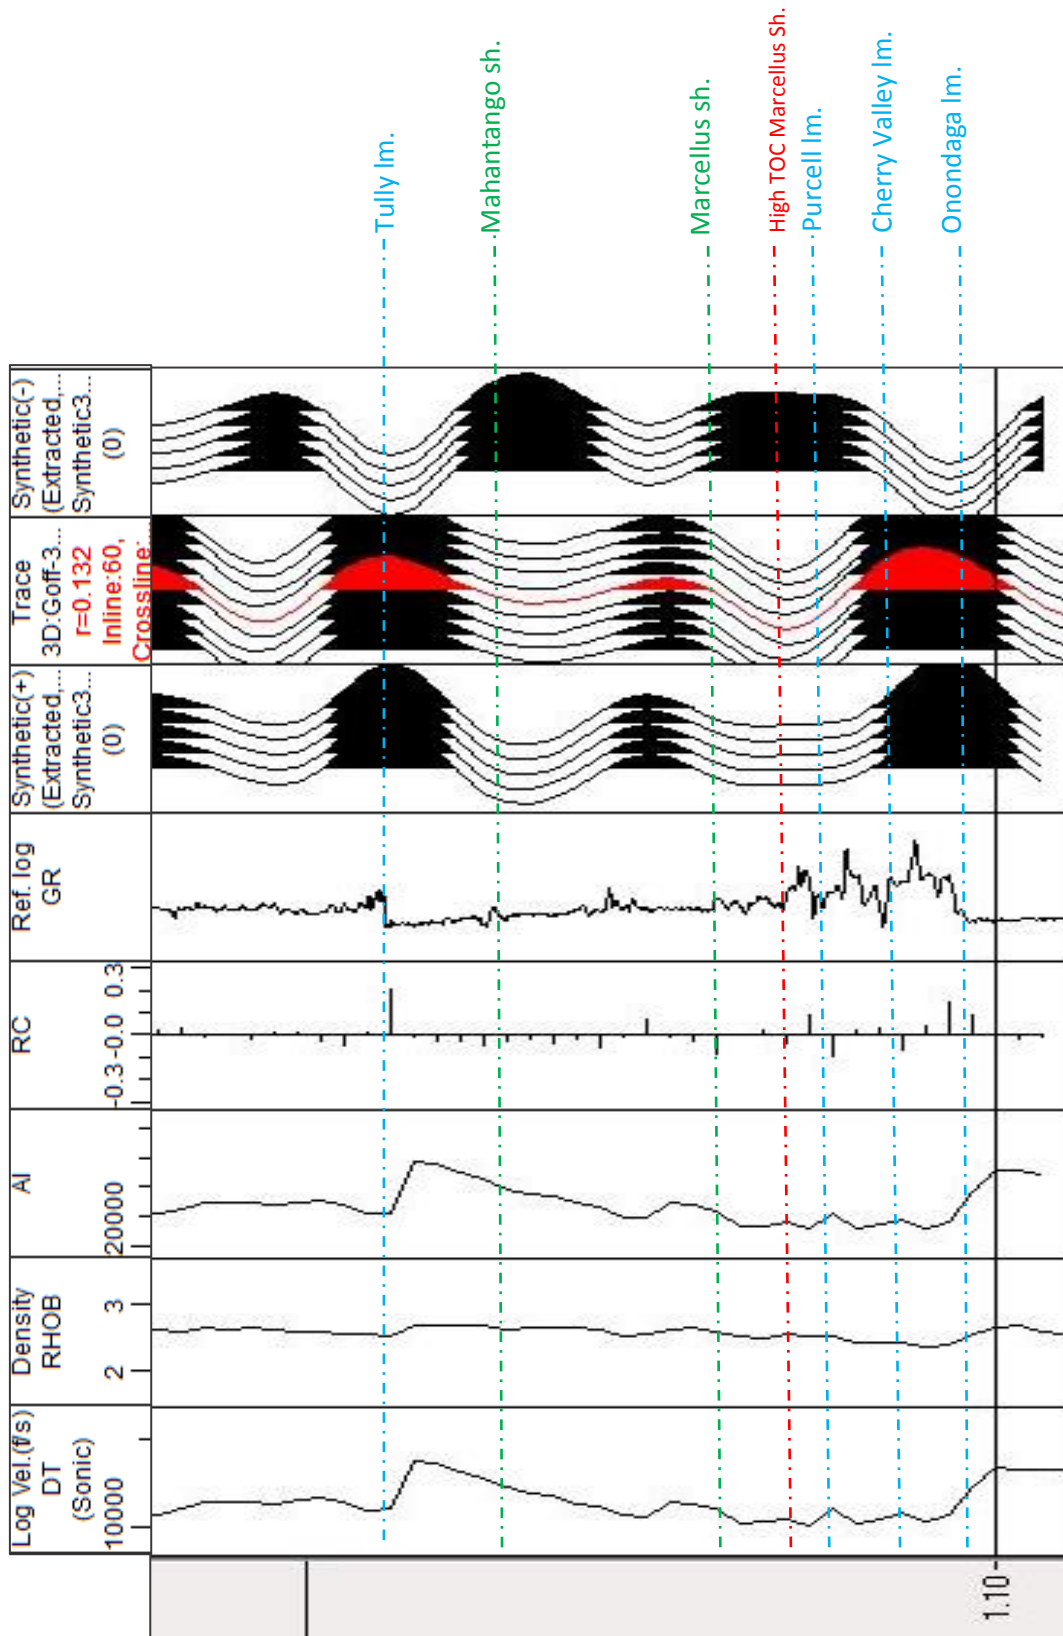 Tully lm.
Mahantango sh.
Marcellus sh.
High TOC Marcellus Sh.
Purcell lm.
Cherry Valley lm.
Onondaga lm.
Synthetic(-)
(Extracted,...
Synthetic3...
(0)
Trace
3D:Goff-3...
r=0.132
Inline:60,
Crossline:
Synthetic(+)
(Extracted,...
Synthetic3...
(0)
Ref. log
GR
RC
-0.3 -0.0 0.3
AI
20000
Density
RHOB
2 3
Log Vel.(f/s)
DT
(Sonic)
10000
1.10